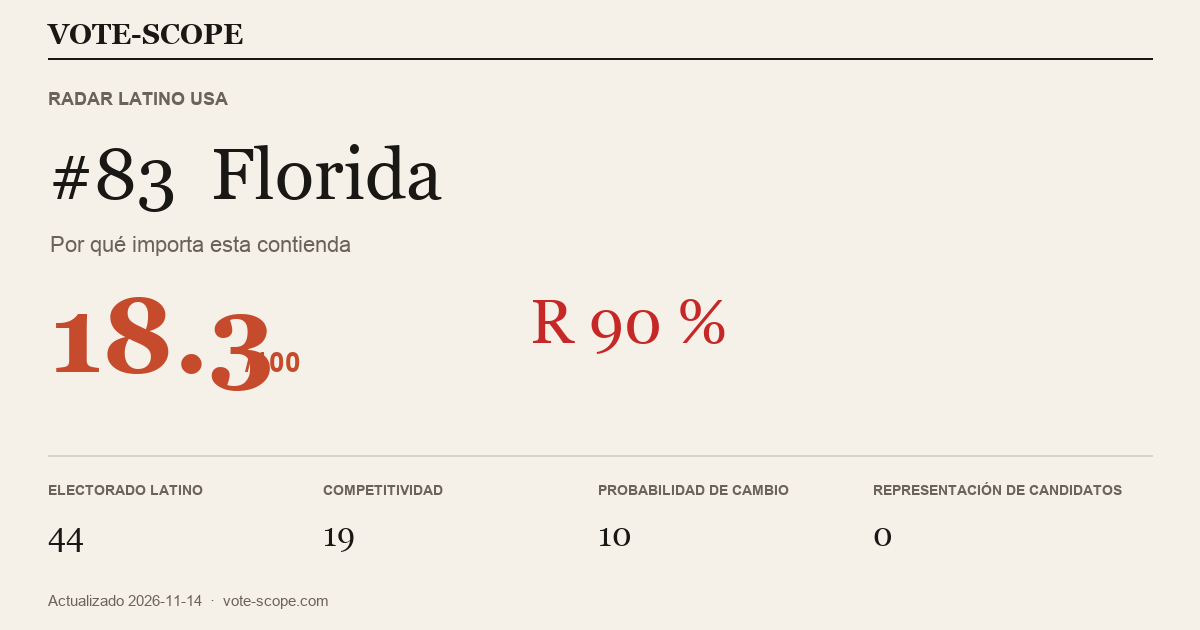 VOTE-SCOPE
RADAR LATINO USA
#83 Florida
Por qué importa esta contienda
18.3 /100 R 90 %
ELECTORADO LATINO COMPETITIVIDAD PROBABILIDAD DE CAMBIO REPRESENTACIÓN DE CANDIDATOS
44 19 10 0
Actualizado 2026-11-14 · vote-scope.com